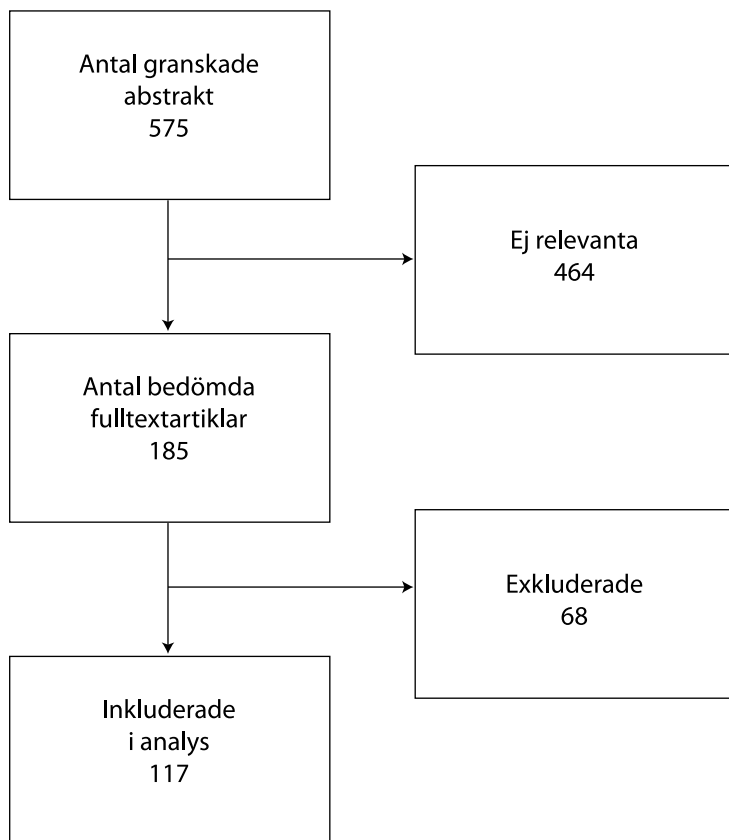 Antal granskade
abstrakt
575
Ej relevanta
464
Antal bedömda
fulltextartiklar
185
Exkluderade
68
Inkluderade
i analys
117